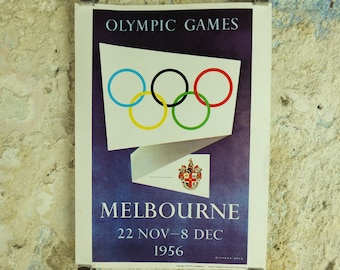 OLYMPIC GAMES
MELBOURNE
22 NOV–8 DEC
1956